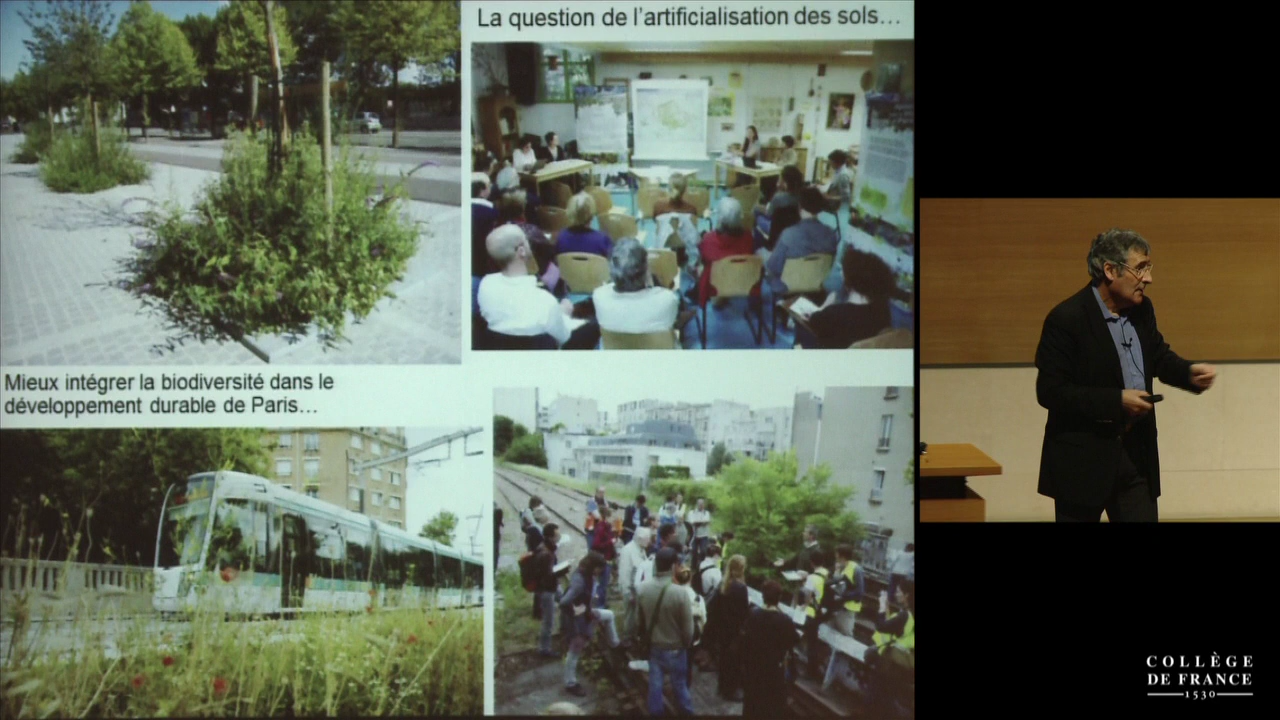 La question de l'artificialisation des sols…
Mieux intégrer la biodiversité dans le
développement durable de Paris…
COLLÈGE
DE FRANCE
1530